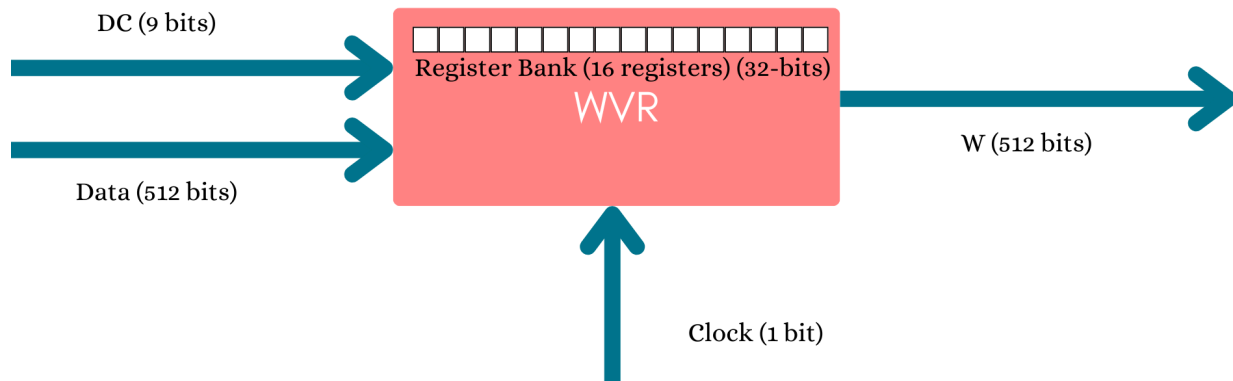 DC (9 bits)
Register Bank (16 registers) (32-bits)
WVR
W (512 bits)
Data (512 bits)
Clock (1 bit)